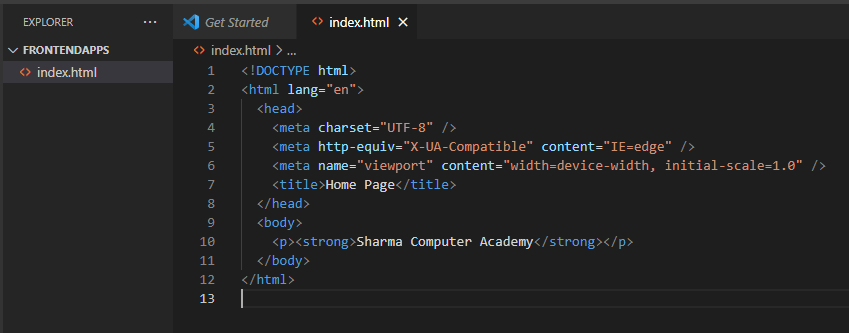 EXPLORER ...
FRONTENDAPPS
index.html
Get Started
index.html
index.html > ...
1 <!DOCTYPE html>
2 <html lang="en">
3 <head>
4 <meta charset="UTF-8" />
5 <meta http-equiv="X-UA-Compatible" content="IE=edge" />
6 <meta name="viewport" content="width=device-width, initial-scale=1.0" />
7 <title>Home Page</title>
8 </head>
9 <body>
10 <p><strong>Sharma Computer Academy</strong></p>
11 </body>
12 </html>
13